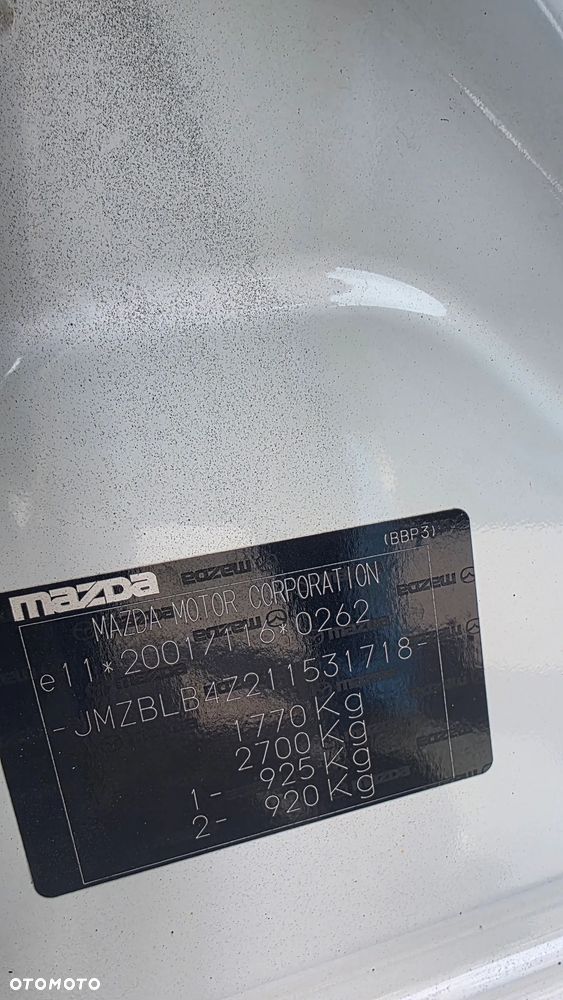 (BBP3)
mazda
MAZDA MOTOR CORPORATION
e11*2001/116*0262
-JMZBLB4Z211531718-
1770 Kg
2700 Kg
1- 925 Kg
2- 920 Kg
OTOMOTO